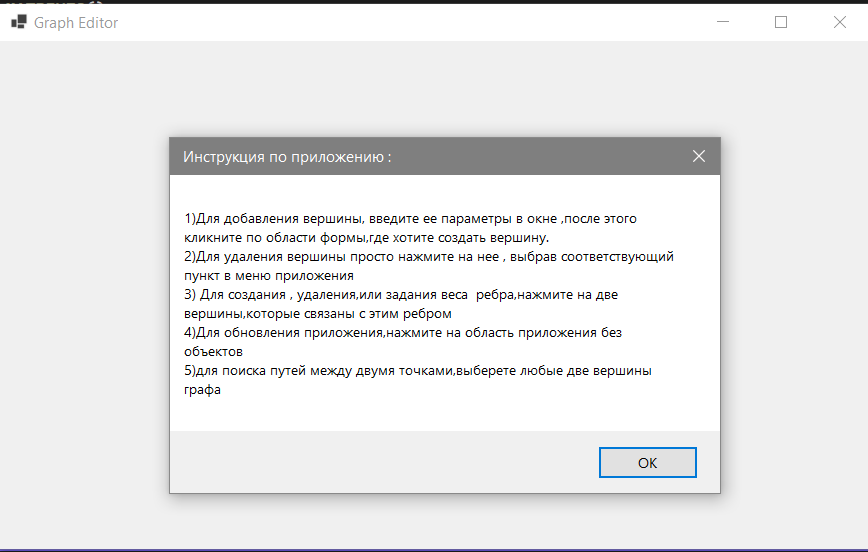 Graph Editor
Инструкция по приложению :
1)Для добавления вершины, введите ее параметры в окне ,после этого
кликните по области формы,где хотите создать вершину.
2)Для удаления вершины просто нажмите на нее , выбрав соответствующий
пункт в меню приложения
3) Для создания , удаления,или задания веса  ребра,нажмите на две
вершины,которые связаны с этим ребром
4)Для обновления приложения,нажмите на область приложения без
объектов
5)для поиска путей между двумя точками,выберете любые две вершины
графа
OK